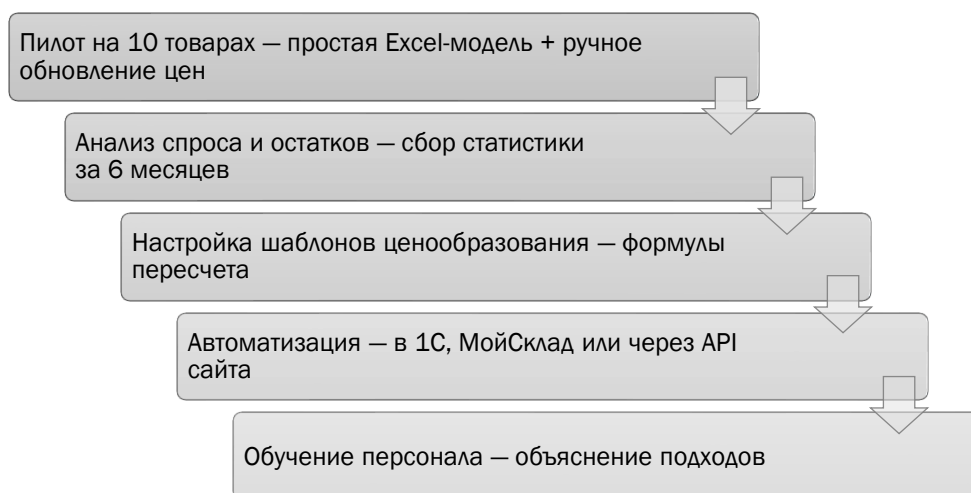 Пилот на 10 товарах — простая Excel-модель + ручное
обновление цен
Анализ спроса и остатков — сбор статистики
за 6 месяцев
Настройка шаблонов ценообразования — формулы
пересчета
Автоматизация — в 1С, МойСклад или через API
сайта
Обучение персонала — объяснение подходов